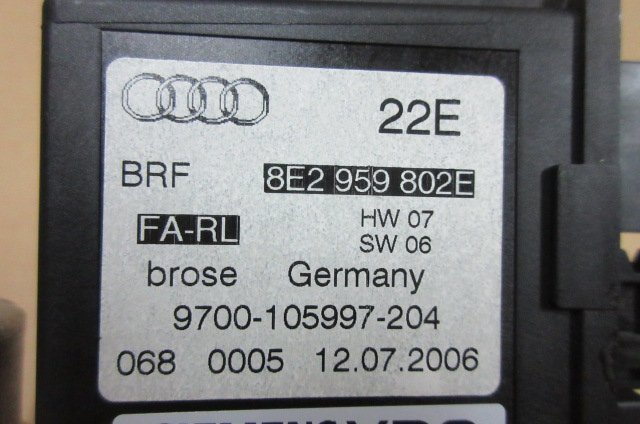 22E
BRF 8E2 959 802E
FA-RL HW 07
SW 06
brose Germany
9700-105997-204
068 0005 12.07.2006